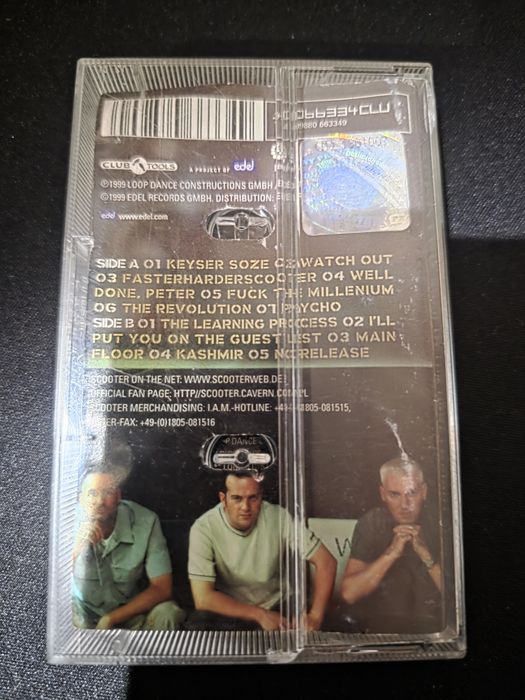 0066334CLU
CLUB TOOLS A PROJECT OF edel
℗1999 LOOP DANCE CONSTRUCTIONS GMBH,
©1999 EDEL RECORDS GMBH. DISTRIBUTION:
edel www.edel.com
SIDE A 01 KEYSER SOZE 02 WATCH OUT
03 FASTERHARDERSCOOTER 04 WELL
DONE, PETER 05 FUCK THE MILLENIUM
06 THE REVOLUTION 07 PSYCHO
SIDE B 01 THE LEARNING PROCESS 02 I'LL
PUT YOU ON THE GUEST LIST 03 MAIN
FLOOR 04 KASHMIR 05 NO RELEASE
SCOOTER ON THE NET: WWW.SCOOTERWEB.DE
OFFICIAL FAN PAGE: HTTP//SCOOTER.CAVERN.COM.PL
SCOOTER MERCHANDISING: I.A.M.-HOTLINE: +49-(0)1805-081515,
ORDER-FAX: +49-(0)1805-081516